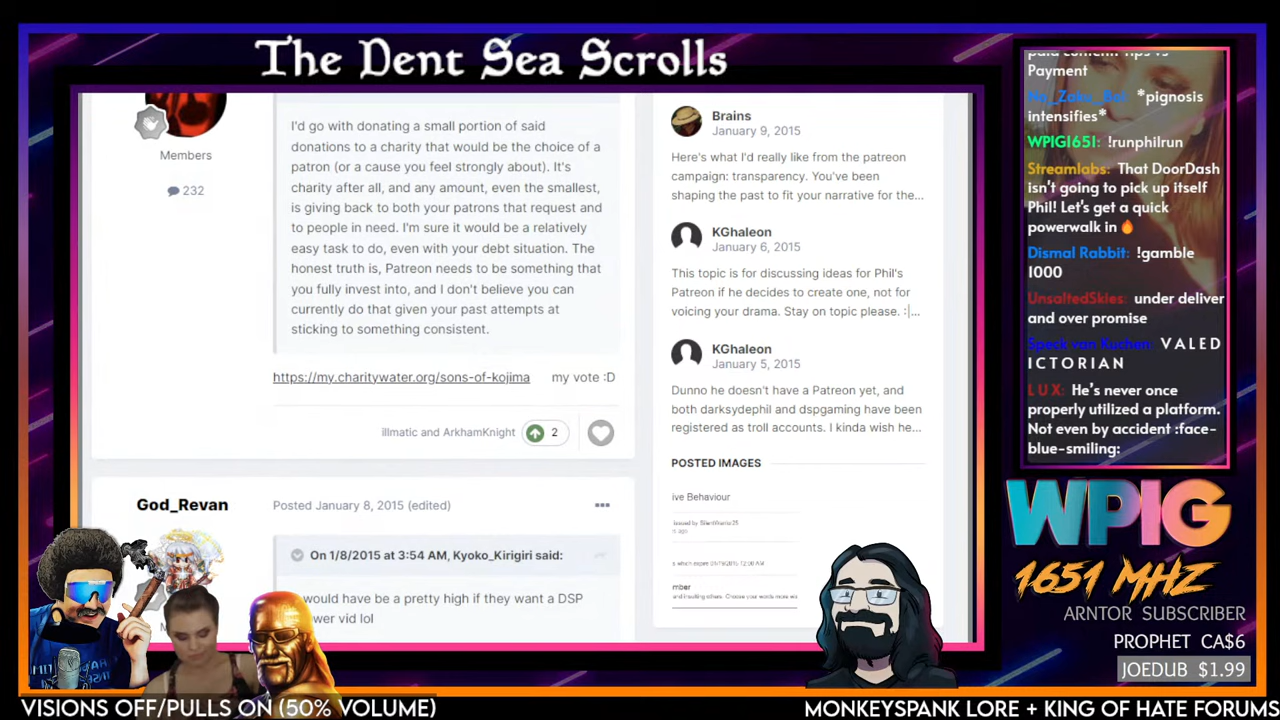 The Dent Sea Scrolls
I'd go with donating a small portion of said
donation to a charity that would be the choice of a
patron (or a cause you feel strongly about). It's
charity after all, and any amount, even the smallest,
is giving back to both your patrons that request and
to people in need. I'm sure it would be a relatively
easy task to do, even with your debt situation. The
honest truth is, Patreon needs to be something that
you fully invest into, and I don't believe you can
currently do that given your past attempts at
sticking to something consistent.
Members
232
https://my.charitywater.org/sons-of-kojima my vote :D
illmatic and ArkhamKnight 2
God_Revan
Posted January 8, 2015 (edited)
On 1/8/2015 at 3:54 AM, Kyoko_Kirigiri said:
would have be a pretty high if they want a DSP
wer vid lol
Brains
January 9, 2015
Here's what I'd really like from the patreon
campaign: transparency. You've been
shaping the past to fit your narrative for the...
KGhaleon
January 6, 2015
This topic is for discussing ideas for Phil's
Patreon if he decides to create one, not for
voicing your drama. Stay on topic please. :|...
KGhaleon
January 5, 2015
Dunno he doesn't have a Patreon yet, and
both darksydephil and dspgaming have been
registered as troll accounts. I kinda wish he...
POSTED IMAGES
ive Behaviour
mber
Payment
*pignosis
intensifies*
WPIG1651: !runphilrun
Streamlabs: That DoorDash
isn't going to pick up itself
Phil! Let's get a quick
powerwalk in
Dismal Rabbit: !gamble
1000
UnsaltedSkies: under deliver
and over promise
Speck van Kuchen: V A L E D
I C T O R I A N
L U X: He's never once
properly utilized a platform.
Not even by accident :face-
blue-smiling:
WPIG
1651 MHZ
ARNTOR SUBSCRIBER
PROPHET CA$6
JOEDUB $1.99
VISIONS OFF/PULLS ON (50% VOLUME)
MONKEYSPANK LORE + KING OF HATE FORUMS